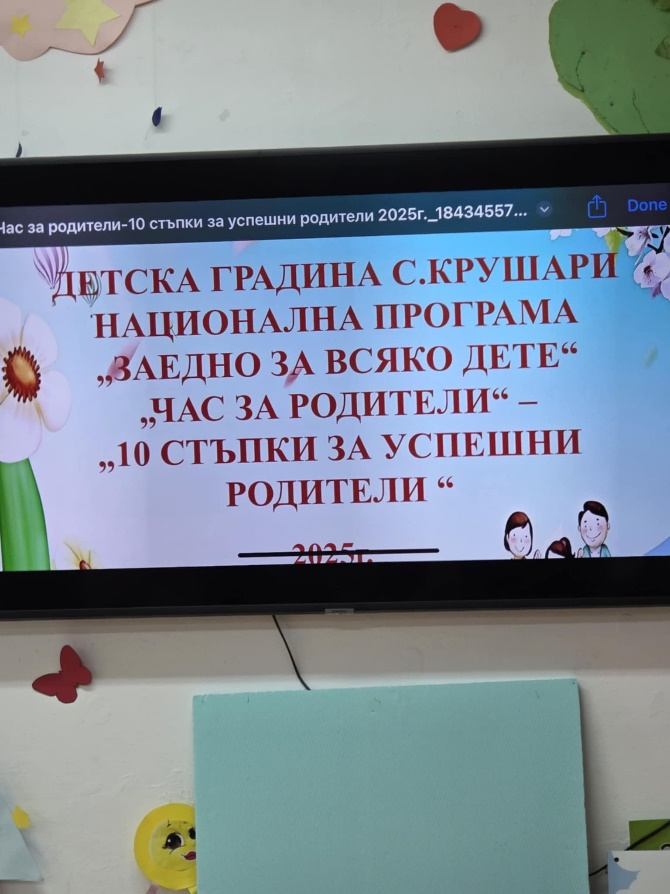 Час за родители-10 стъпки за успешни родители 2025г._18434557...
Done
ДЕТСКА ГРАДИНА С.КРУШАРИ
НАЦИОНАЛНА ПРОГРАМА
„ЗАЕДНО ЗА ВСЯКО ДЕТЕ“
„ЧАС ЗА РОДИТЕЛИ“ –
„10 СТЪПКИ ЗА УСПЕШНИ
РОДИТЕЛИ “
2025г.